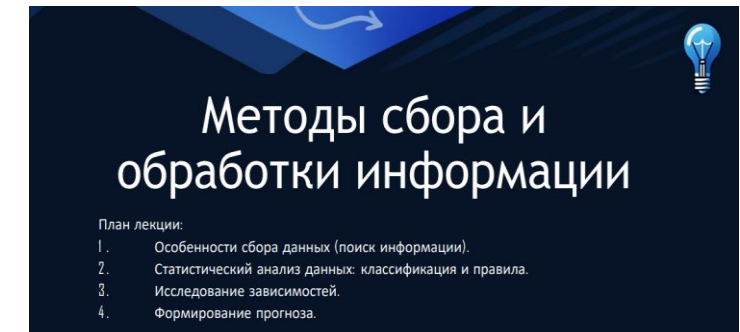 Методы сбора и
обработки информации
План лекции:
1. Особенности сбора данных (поиск информации).
2. Статистический анализ данных: классификация и правила.
3. Исследование зависимостей.
4. Формирование прогноза.